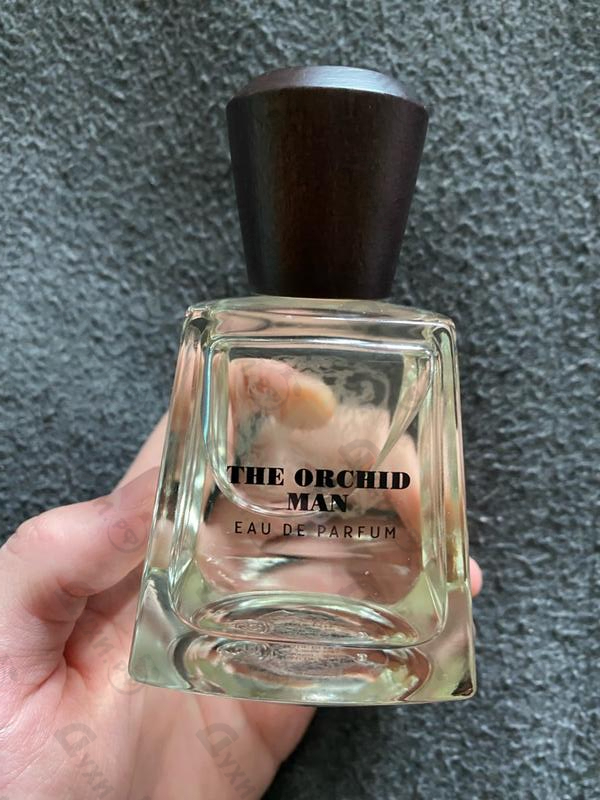 THE ORCHID
MAN
EAU DE PARFUM